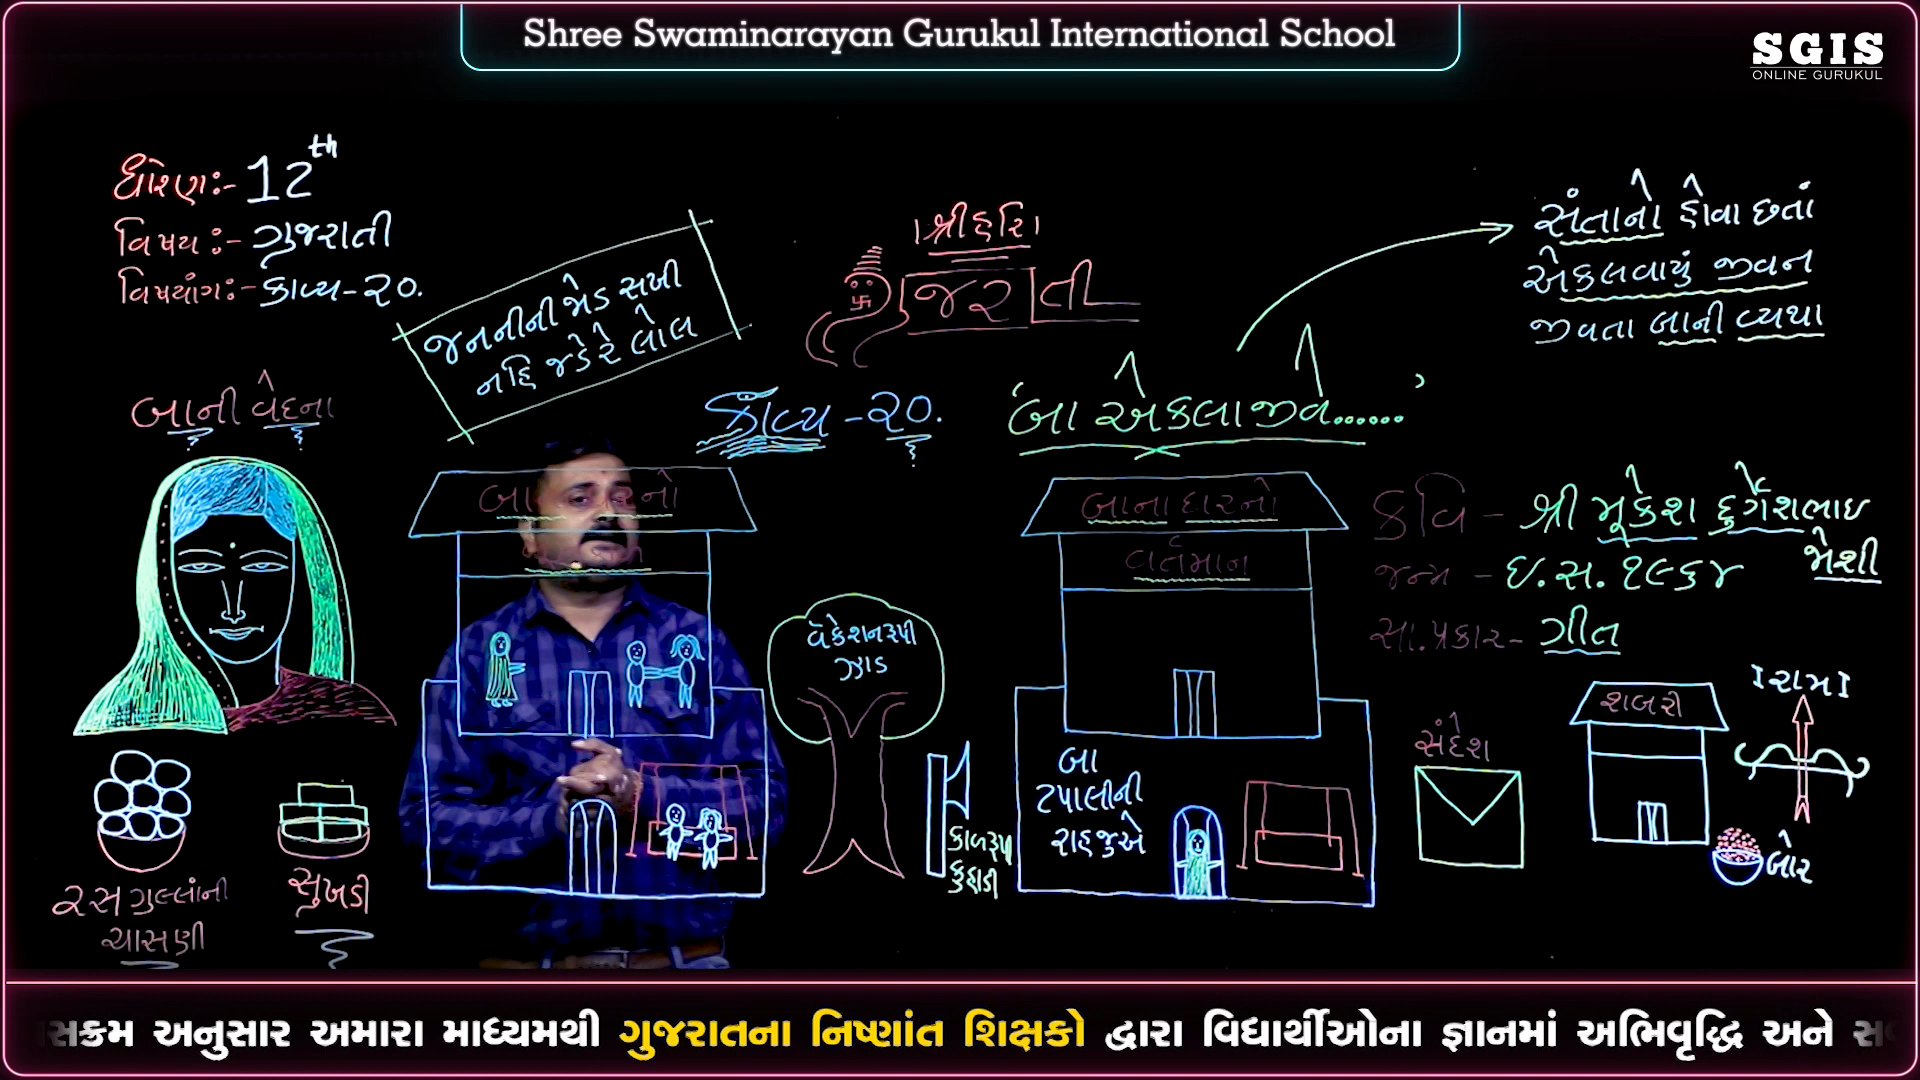 Shree Swaminarayan Gurukul International School
SGIS
ONLINE GURUKUL
ધોરણ:- 12th
વિષય:- ગુજરાતી
વિષયાંગ:- કાવ્ય-૨૦.
જનનીની જોડ સખી
નહિ જડે રે લોલ
।શ્રીહરિ।
ગુજરાતી
કાવ્ય-૨૦.
'બા એકલા જીવે......'
સંતાનો હોવા છતાં
એકલવાયું જીવન
જીવતા બાની વ્યથા
બાની વેદના
રસગુલ્લાંની
ચાસણી
સુખડી
બાના ઘરનો
વૅકેશનરૂપી
ઝાડ
કાળરૂપી
કુહાડી
બાના ઘરનો
વર્તમાન
બા
ટપાલીની
રાહ જુએ
કવિ - શ્રી મૂકેશ દુર્ગેશભાઇ
જોશી
જન્મ - ઇ.સ. ૧૯૬૪
સા.પ્રકાર- ગીત
સંદેશ
શબરી
।રામ।
બોર
અનુસાર અમારા માધ્યમથી ગુજરાતના નિષ્ણાંત શિક્ષકો દ્વારા વિદ્યાર્થીઓના જ્ઞાનમાં અભિવૃદ્ધિ અને